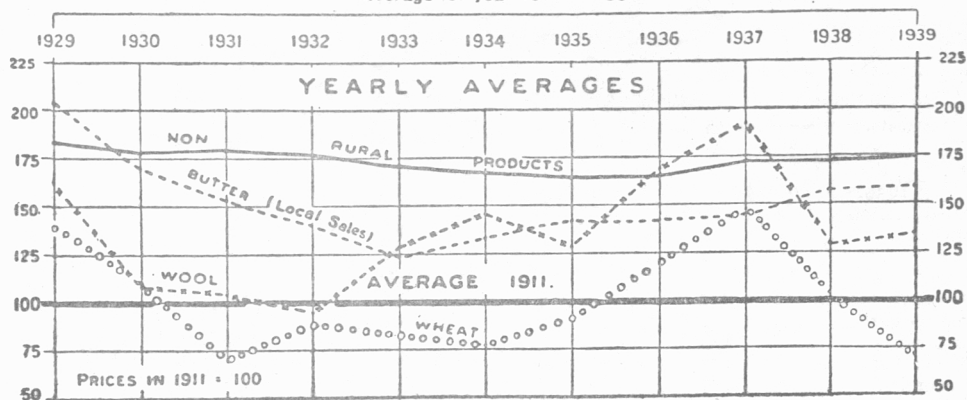 1929 1930 1931 1932 1933 1934 1935 1936 1937 1938 1939
225 225
YEARLY AVERAGES
200 200
NON RURAL PRODUCTS
175 175
BUTTER (Local Sales)
150 150
125 125
WOOL
AVERAGE 1911.
100 100
WHEAT
75 75
PRICES IN 1911 = 100
50 50